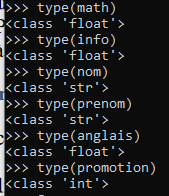 >>> type(math)
<class 'float'>
>>> type(info)
<class 'float'>
>>> type(nom)
<class 'str'>
>>> type(prenom)
<class 'str'>
>>> type(anglais)
<class 'float'>
>>> type(promotion)
<class 'int'>